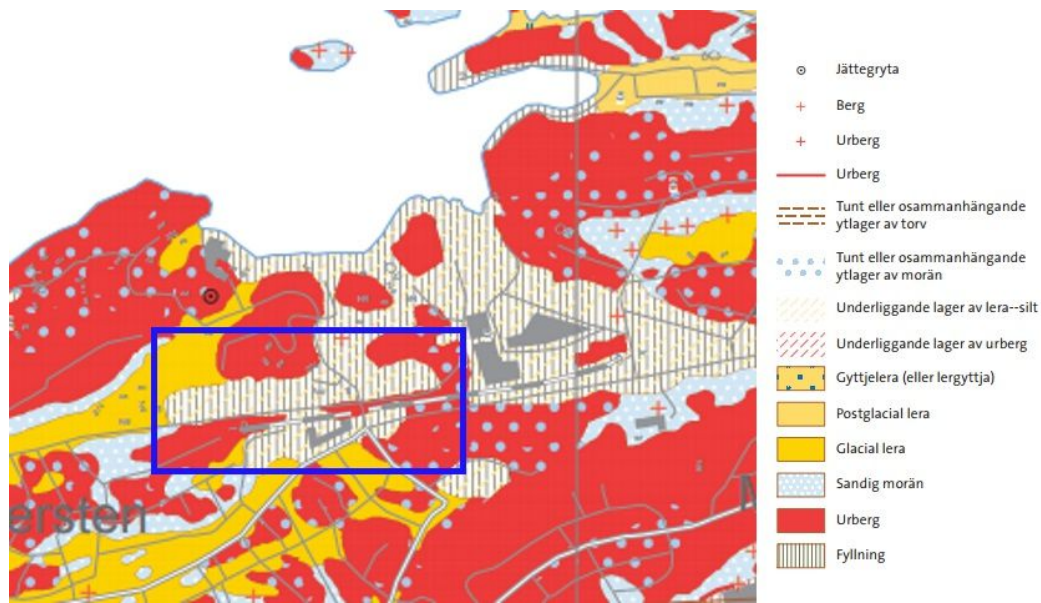 ersten
M
Jättegryta
Berg
Urberg
Urberg
Tunt eller osammanhängande
ytlager av torv
Tunt eller osammanhängande
ytlager av morän
Underliggande lager av lera--silt
Underliggande lager av urberg
Gyttjelera (eller lergyttja)
Postglacial lera
Glacial lera
Sandig morän
Urberg
Fyllning